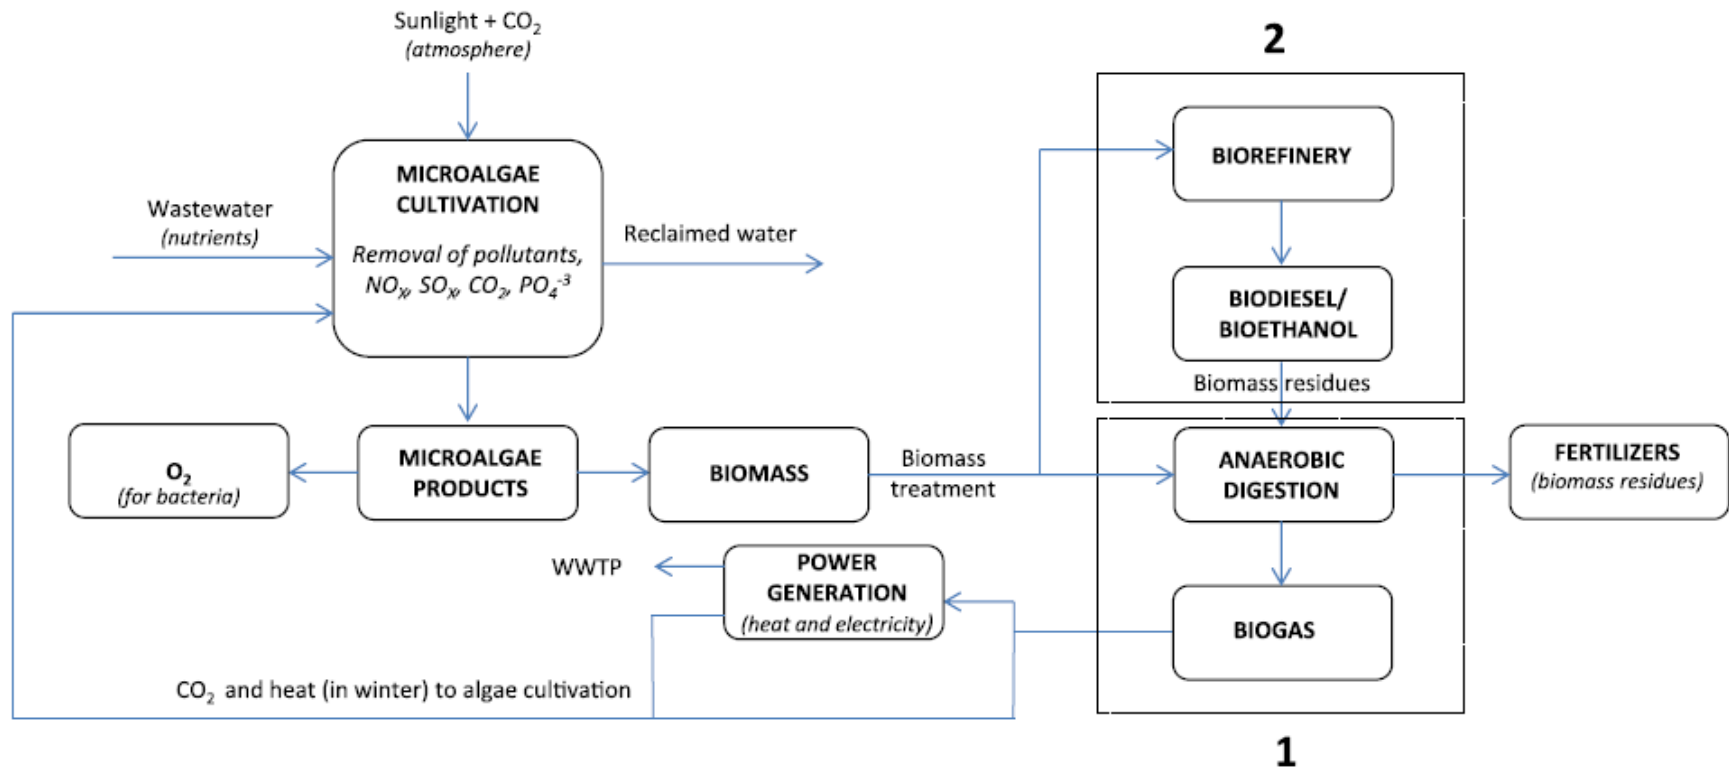 Sunlight + CO₂
(atmosphere)
2
MICROALGAE
CULTIVATION
Removal of pollutants,
NOₓ, SOₓ, CO₂, PO₄⁻³
Wastewater
(nutrients)
Reclaimed water
BIOREFINERY
BIODIESEL/
BIOETHANOL
Biomass residues
O₂
(for bacteria)
MICROALGAE
PRODUCTS
BIOMASS
Biomass
treatment
ANAEROBIC
DIGESTION
FERTILIZERS
(biomass residues)
WWTP
POWER
GENERATION
(heat and electricity)
BIOGAS
CO₂ and heat (in winter) to algae cultivation
1